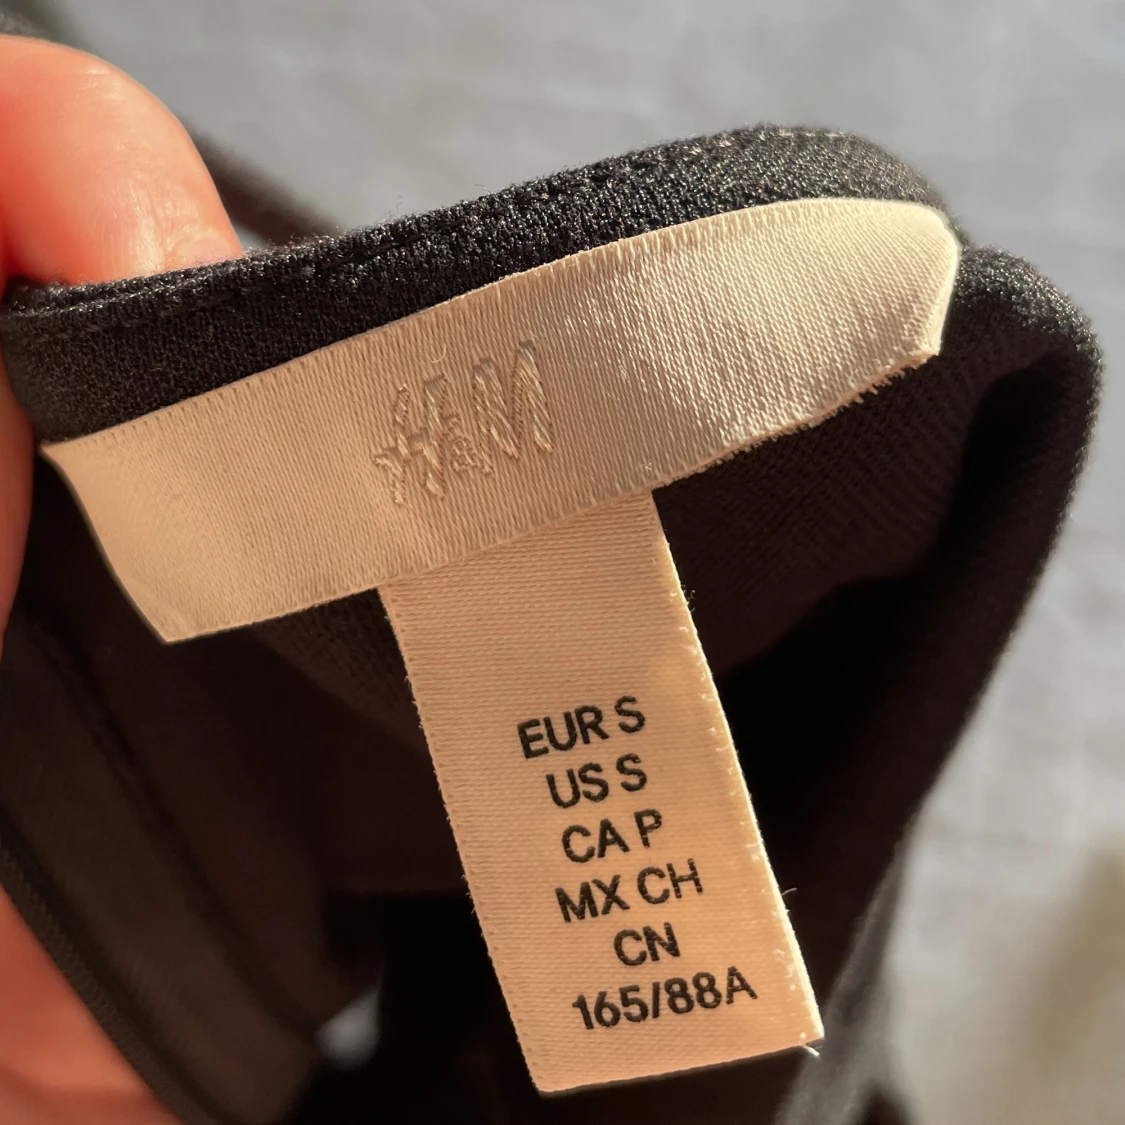 H&M
EUR S
US S
CA P
MX CH
CN
165/88A